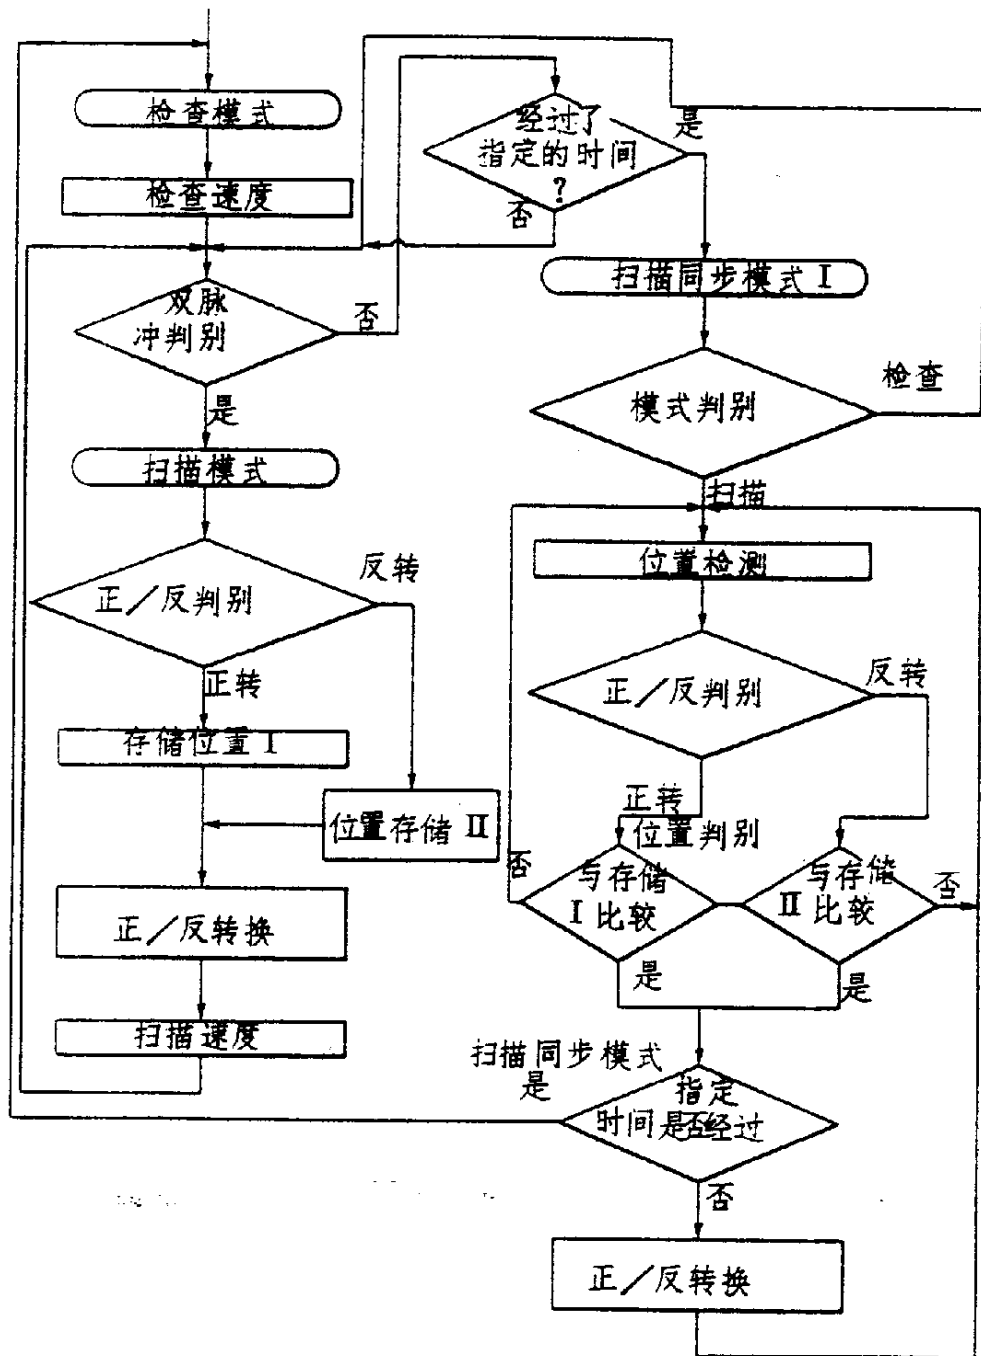 检查模式
检查速度
双脉
冲判别
否
是
扫描模式
正／反判别
反转
正转
存储位置 I
位置存储 II
正／反转换
扫描速度
经过了
指定的时间
?
是
否
扫描同步模式 I
模式判别
检查
扫描
位置检测
正／反判别
反转
正转
位置判别
否
与存储
I 比较
与存储
II 比较
否
是
是
扫描同步模式
是
指定
时间是否经过
否
正／反转换